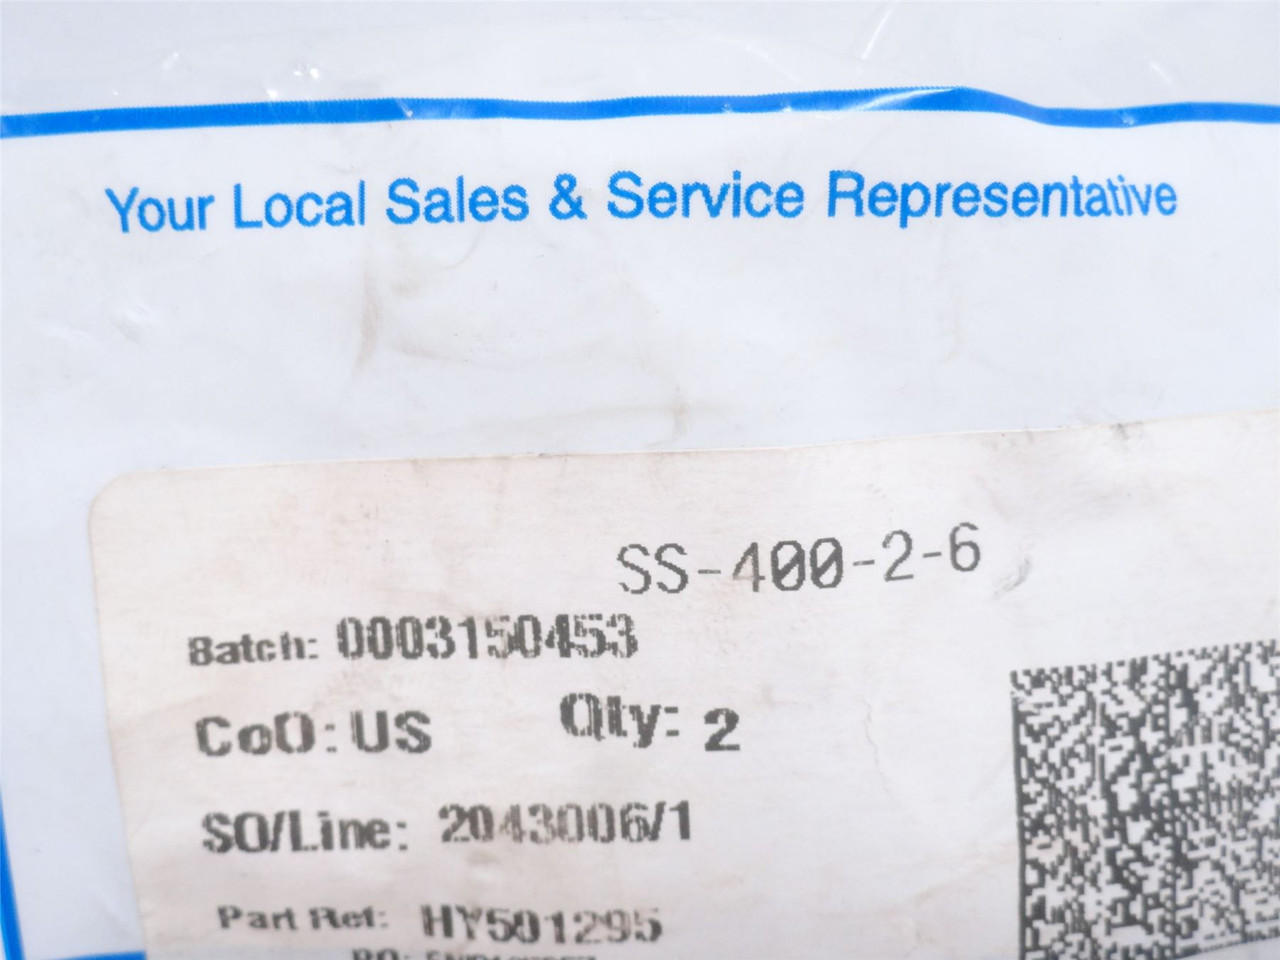 Your Local Sales & Service Representative
SS-400-2-6
Batch: 0003150453
CoO: US Qty: 2
SO/Line: 2043006/1
Part Ref: HY501295